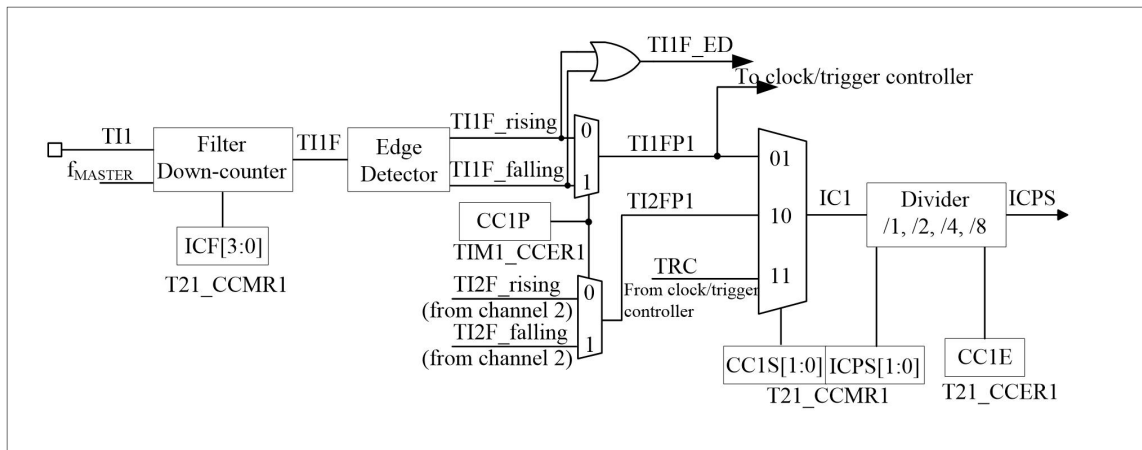 TI1F_ED
To clock/trigger controller
TI1
fMASTER
Filter
Down-counter
ICF[3:0]
T21_CCMR1
TI1F
Edge
Detector
TI1F_rising
TI1F_falling
0
1
CC1P
TIM1_CCER1
TI2F_rising
(from channel 2)
TI2F_falling
(from channel 2)
0
1
TI1FP1
TI2FP1
TRC
From clock/trigger
controller
01
10
11
CC1S[1:0]
ICPS[1:0]
T21_CCMR1
IC1
Divider
/1, /2, /4, /8
ICPS
CC1E
T21_CCER1